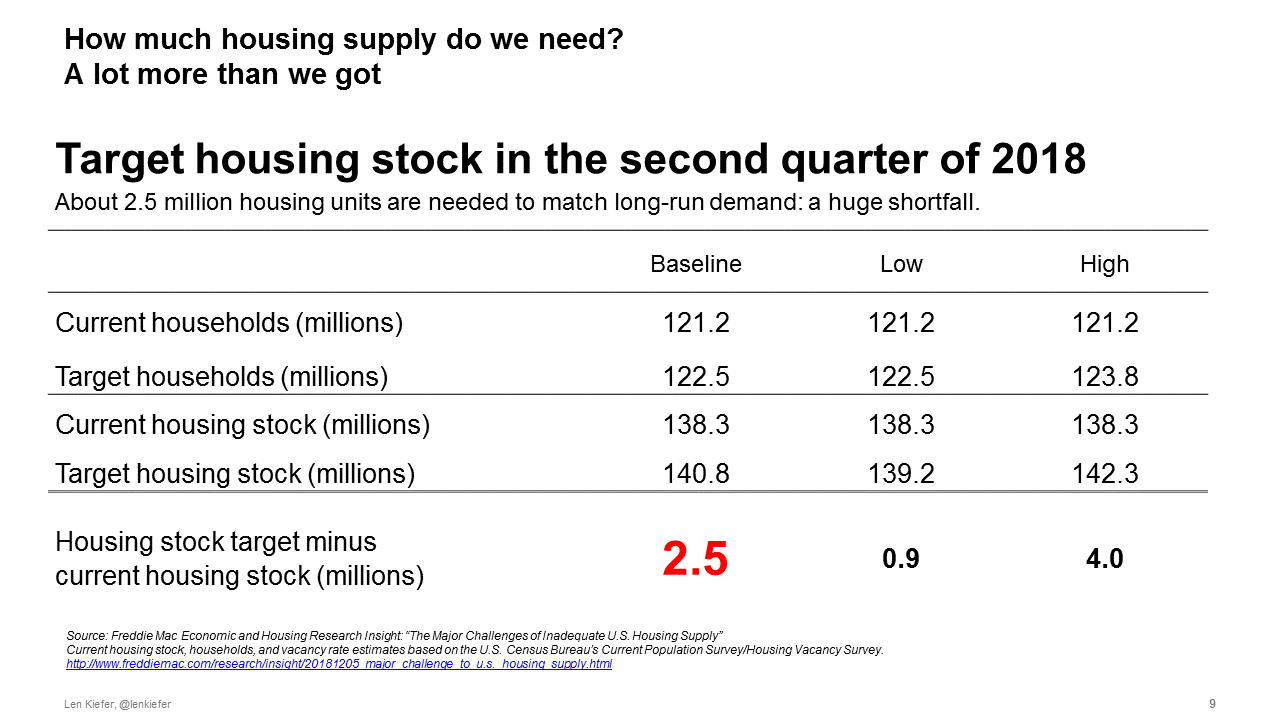 How much housing supply do we need?
A lot more than we got
Target housing stock in the second quarter of 2018
About 2.5 million housing units are needed to match long-run demand: a huge shortfall.
Baseline Low High
Current households (millions) 121.2 121.2 121.2
Target households (millions) 122.5 122.5 123.8
Current housing stock (millions) 138.3 138.3 138.3
Target housing stock (millions) 140.8 139.2 142.3
Housing stock target minus
current housing stock (millions) 2.5 0.9 4.0
Source: Freddie Mac Economic and Housing Research Insight: “The Major Challenges of Inadequate U.S. Housing Supply”
Current housing stock, households, and vacancy rate estimates based on the U.S. Census Bureau’s Current Population Survey/Housing Vacancy Survey.
http://www.freddiemac.com/research/insight/20181205_major_challenge_to_u.s._housing_supply.html
Len Kiefer, @lenkiefer 9